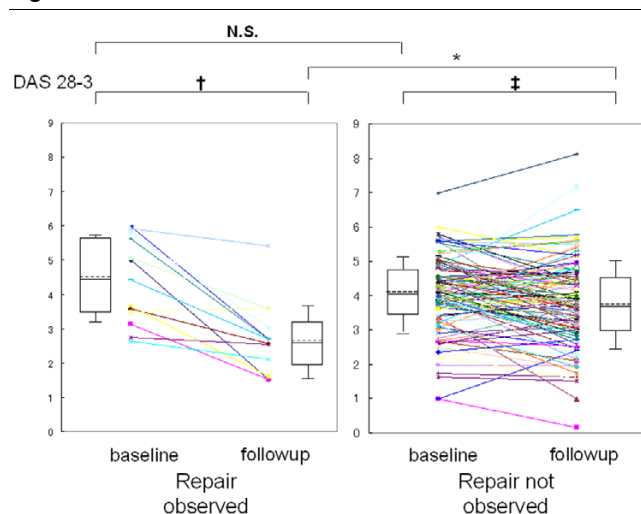 N.S.
*
DAS 28-3
†
‡
9
8
7
6
5
4
3
2
1
0
9
8
7
6
5
4
3
2
1
0
baseline followup
baseline followup
Repair
observed
Repair not
observed